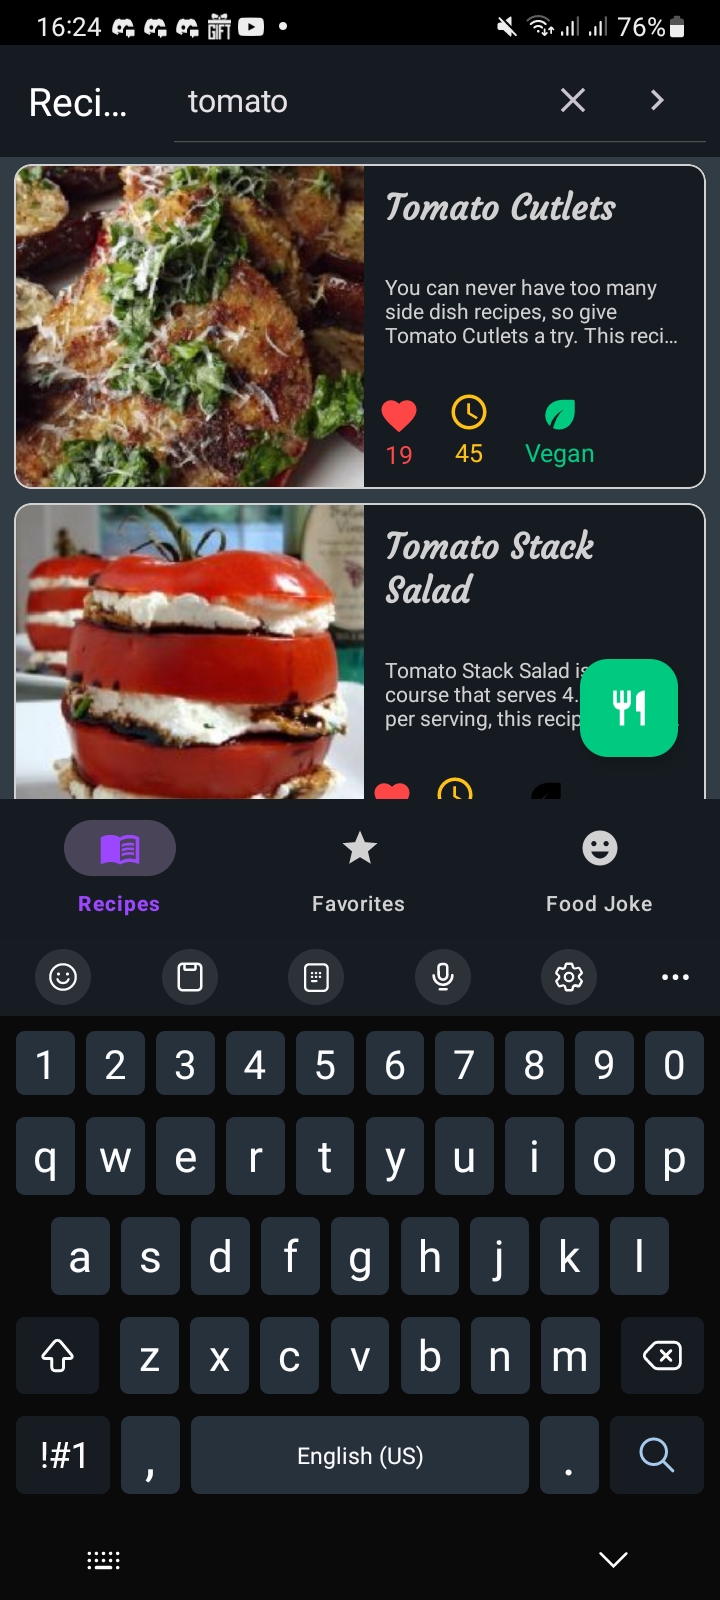 16:24
GIFT
76%
Reci…
tomato
Tomato Cutlets
You can never have too many
side dish recipes, so give
Tomato Cutlets a try. This reci…
19
45
Vegan
Tomato Stack
Salad
Tomato Stack Salad is
course that serves 4.
per serving, this recip
Recipes
Favorites
Food Joke
1 2 3 4 5 6 7 8 9 0
q w e r t y u i o p
a s d f g h j k l
z x c v b n m
!#1 , English (US) .